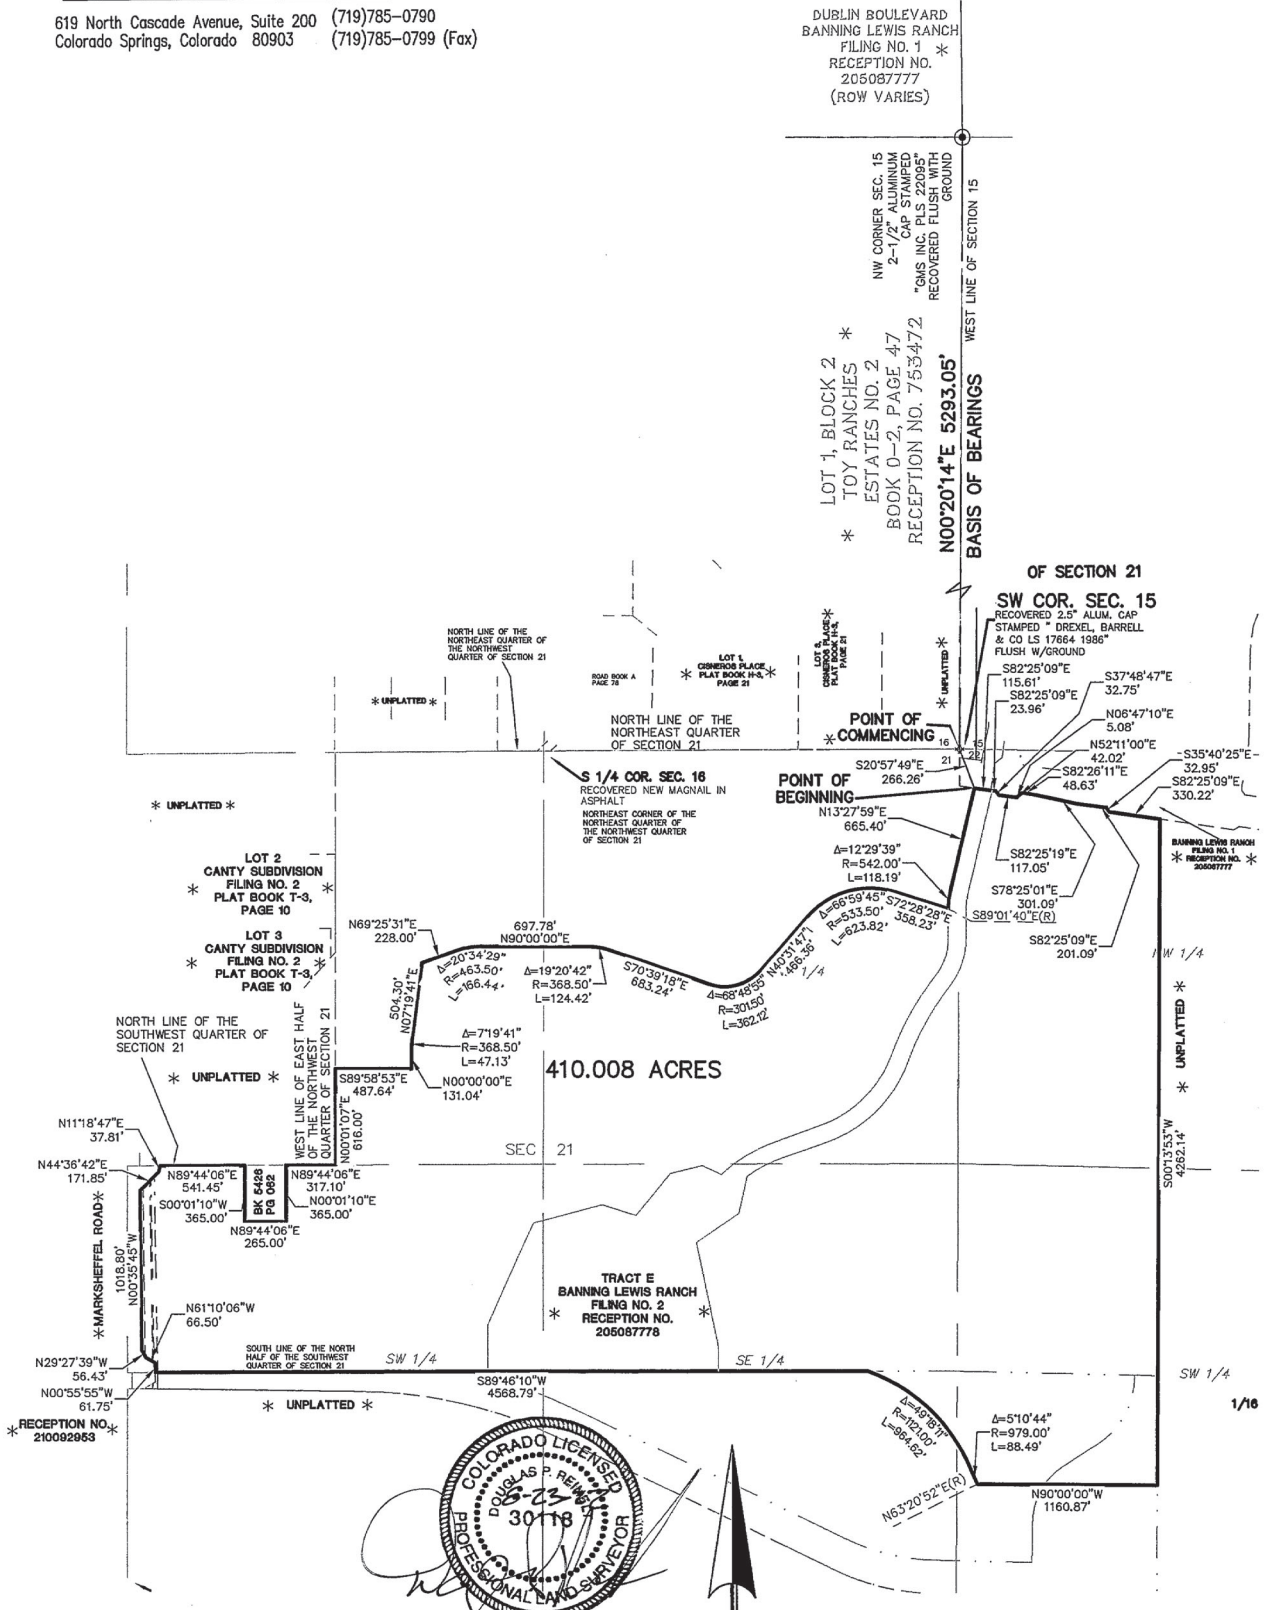 619 North Cascade Avenue, Suite 200 (719)785-0790
Colorado Springs, Colorado 80903 (719)785-0799 (Fax)
DUBLIN BOULEVARD
BANNING LEWIS RANCH
FILING NO. 1 *
RECEPTION NO.
205087777
(ROW VARIES)
NW CORNER SEC. 15
2-1/2" ALUMINUM
CAP STAMPED
"GMS INC. PLS 22095"
RECOVERED FLUSH WITH
GROUND
WEST LINE OF SECTION 15
LOT 1, BLOCK 2
* TOY RANCHES *
ESTATES NO. 2
BOOK O-2, PAGE 47
RECEPTION NO. 753472
N00°20'14"E 5293.05'
BASIS OF BEARINGS
OF SECTION 21
SW COR. SEC. 15
RECOVERED 2.5" ALUM. CAP
STAMPED " DREXEL, BARRELL
& CO LS 17664 1986"
FLUSH W/GROUND
NORTH LINE OF THE
NORTHEAST QUARTER OF
THE NORTHWEST
QUARTER OF SECTION 21
* UNPLATTED *
ROAD BOOK A
PAGE 78
LOT 1,
CISNEROS PLACE
* PLAT BOOK H-3, *
PAGE 21
LOT 2,
CISNEROS PLACE
PLAT BOOK H-3,
PAGE 21
* *
* UNPLATTED *
NORTH LINE OF THE
NORTHEAST QUARTER
OF SECTION 21
POINT OF
COMMENCING
16 15
21 22
S20°57'49"E
266.26'
POINT OF
BEGINNING
S82°25'09"E
115.61'
S82°25'09"E
23.96'
S37°48'47"E
32.75'
N06°47'10"E
5.08'
N52°11'00"E
42.02'
S82°26'11"E
48.63'
S35°40'25"E
32.95'
S82°25'09"E
330.22'
S 1/4 COR. SEC. 16
RECOVERED NEW MAGNAIL IN
ASPHALT
NORTHEAST CORNER OF THE
NORTHEAST QUARTER OF
THE NORTHWEST QUARTER
OF SECTION 21
* UNPLATTED *
N13°27'59"E
665.40'
Δ=12°29'39"
R=542.00'
L=118.19'
S82°25'19"E
117.05'
S78°25'01"E
301.09'
S89°01'40"E(R)
S82°25'09"E
201.09'
BANNING LEWIS RANCH
FILING NO. 1
* RECEPTION NO. *
205087777
LOT 2
CANTY SUBDIVISION
* FILING NO. 2 *
PLAT BOOK T-3,
PAGE 10
LOT 3
CANTY SUBDIVISION
* FILING NO. 2 *
PLAT BOOK T-3,
PAGE 10
N69°25'31"E
228.00'
697.78'
N90°00'00"E
Δ=20°34'29"
R=463.50'
L=166.44'
Δ=19°20'42"
R=368.50'
L=124.42'
S70°39'18"E
683.24'
Δ=68°48'55"
R=301.50'
L=362.12'
N40°31'47"
466.36'
1/4
Δ=66°59'45"
R=533.50'
L=623.82'
S72°28'28"E
358.23'
W 1/4
504.30'
N07°19'41"E
Δ=7°19'41"
R=368.50'
L=47.13'
NORTH LINE OF THE
SOUTHWEST QUARTER OF
SECTION 21
* UNPLATTED *
WEST LINE OF EAST HALF
OF THE NORTHWEST
QUARTER OF SECTION 21
S89°58'53"E
487.64'
N00°00'00"E
131.04'
410.008 ACRES
* UNPLATTED *
N00°01'07"E
616.00'
N11°18'47"E
37.81'
N44°36'42"E
171.85'
SEC 21
N89°44'06"E
541.45'
BK 5426
PG 062
N89°44'06"E
317.10'
S00°01'10"W
365.00'
N00°01'10"E
365.00'
N89°44'06"E
265.00'
S00°13'53"W
4262.14'
*MARKSHEFFEL ROAD*
1018.80'
N00°35'45"W
N61°10'06"W
66.50'
TRACT E
BANNING LEWIS RANCH
* FILING NO. 2 *
RECEPTION NO.
205087778
N29°27'39"W
56.43'
N00°55'55"W
61.75'
* RECEPTION NO. *
210092953
SOUTH LINE OF THE NORTH
HALF OF THE SOUTHWEST
QUARTER OF SECTION 21
SW 1/4
SE 1/4
SW 1/4
S89°46'10"W
4568.79'
* UNPLATTED *
1/16
Δ=49°18'11"
R=1121.00'
L=964.62'
Δ=5°10'44"
R=979.00'
L=88.49'
N63°20'52"E(R)
N90°00'00"W
1160.87'
COLORADO LICENSED
DOUGLAS P. REINELT
30118
PROFESSIONAL LAND SURVEYOR